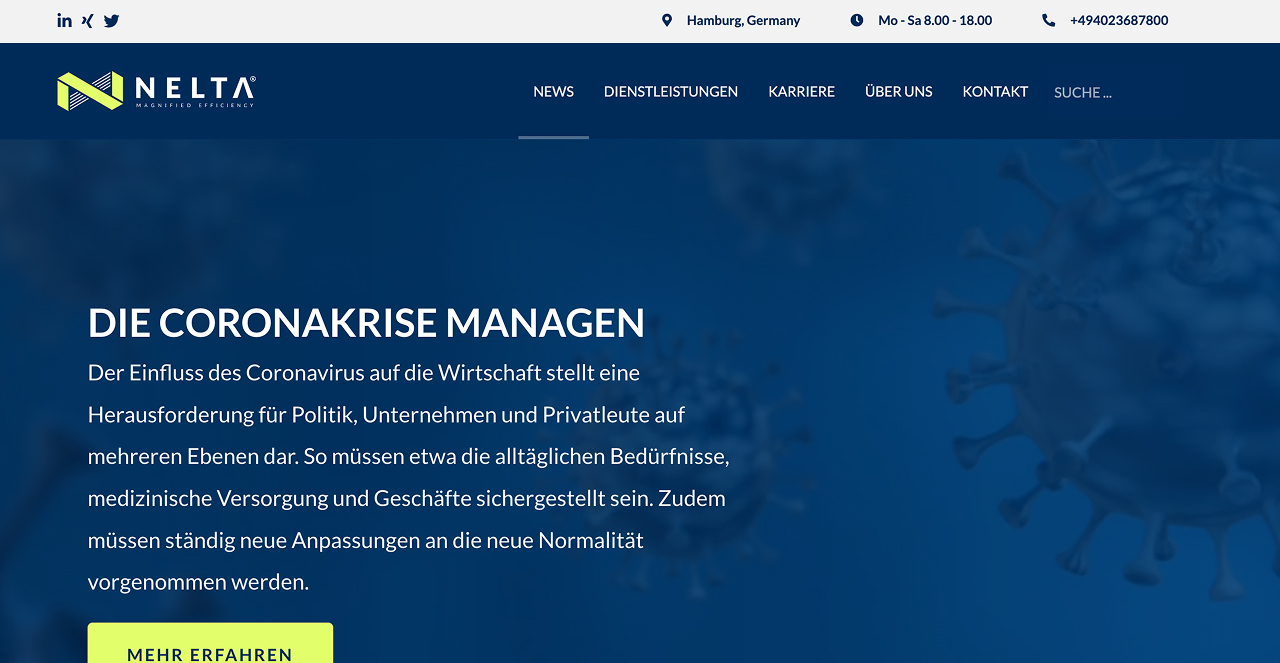 Hamburg, Germany
Mo - Sa 8.00 - 18.00
+494023687800
NELTA®
MAGNIFIED EFFICIENCY
NEWS
DIENSTLEISTUNGEN
KARRIERE
ÜBER UNS
KONTAKT
SUCHE ...
DIE CORONAKRISE MANAGEN
Der Einfluss des Coronavirus auf die Wirtschaft stellt eine
Herausforderung für Politik, Unternehmen und Privatleute auf
mehreren Ebenen dar. So müssen etwa die alltäglichen Bedürfnisse,
medizinische Versorgung und Geschäfte sichergestellt sein. Zudem
müssen ständig neue Anpassungen an die neue Normalität
vorgenommen werden.
MEHR ERFAHREN